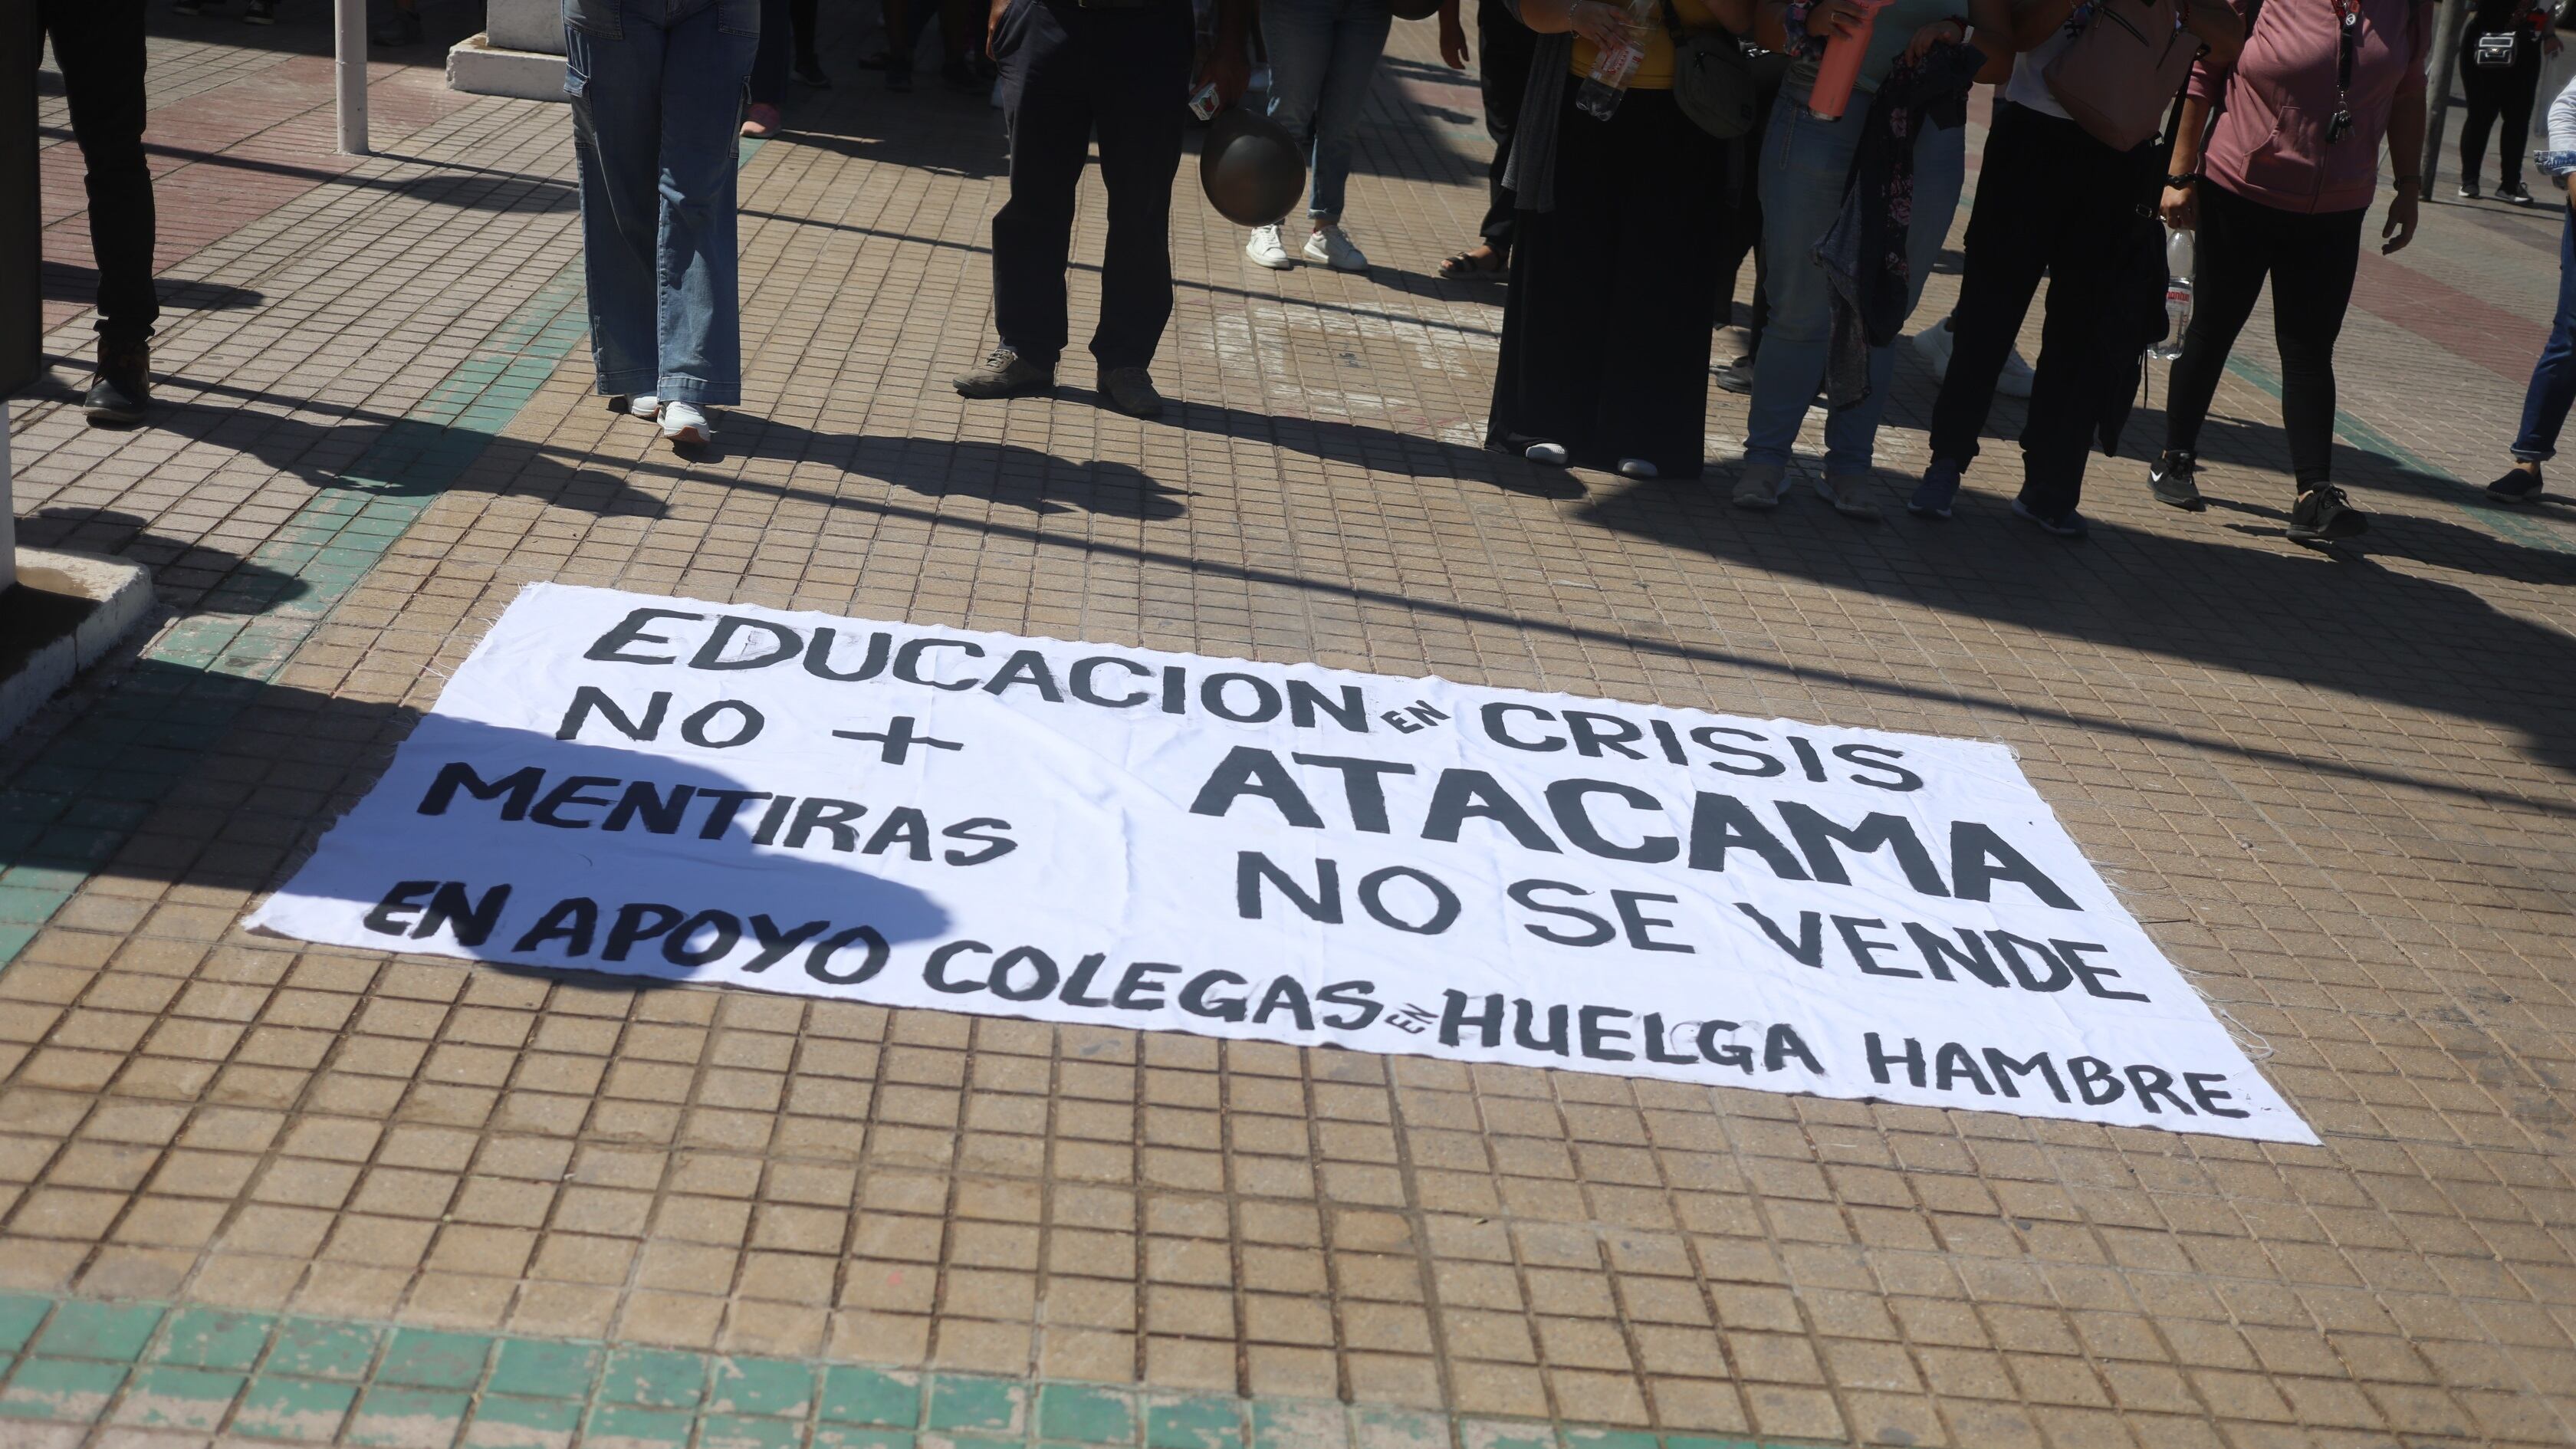 EDUCACION EN CRISIS
NO +
MENTIRAS
ATACAMA
NO SE VENDE
EN APOYO COLEGAS EN HUELGA HAMBRE